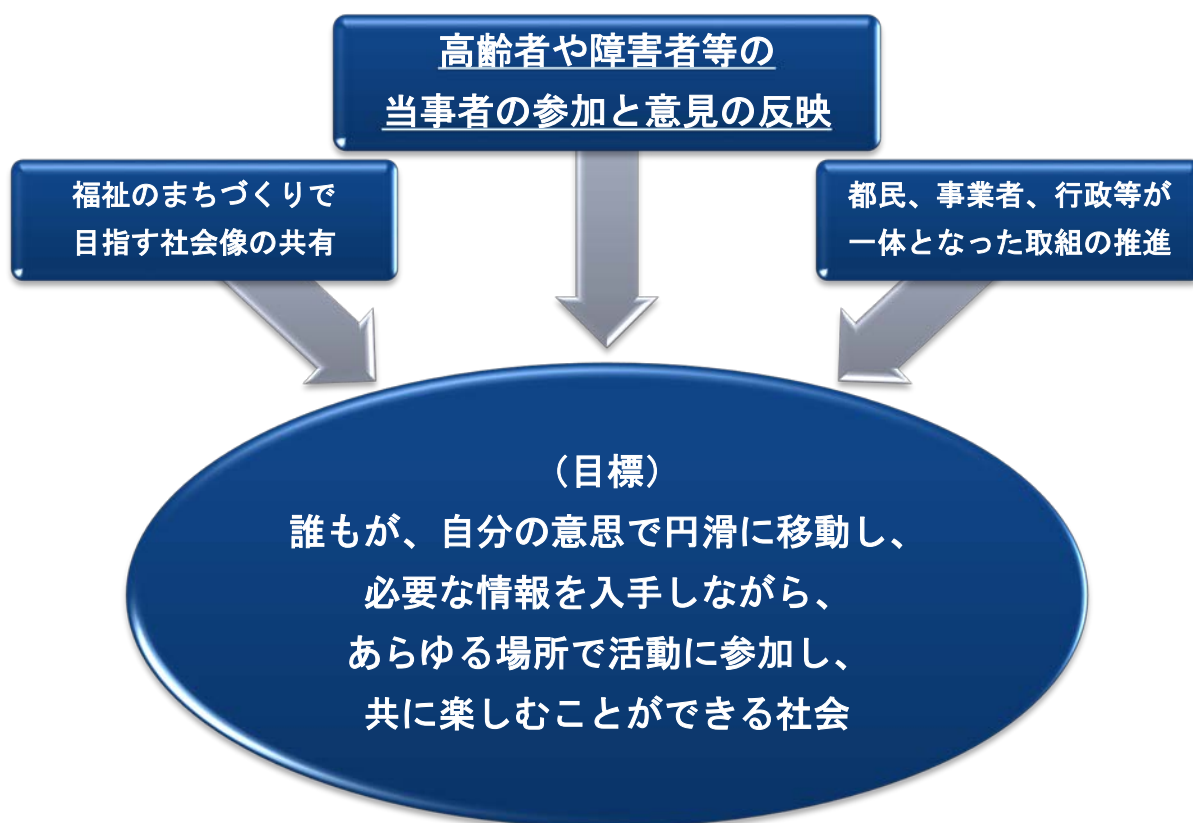 高齢者や障害者等の
当事者の参加と意見の反映
福祉のまちづくりで
目指す社会像の共有
都民、事業者、行政等が
一体となった取組の推進
（目標）
誰もが、自分の意思で円滑に移動し、
必要な情報を入手しながら、
あらゆる場所で活動に参加し、
共に楽しむことができる社会